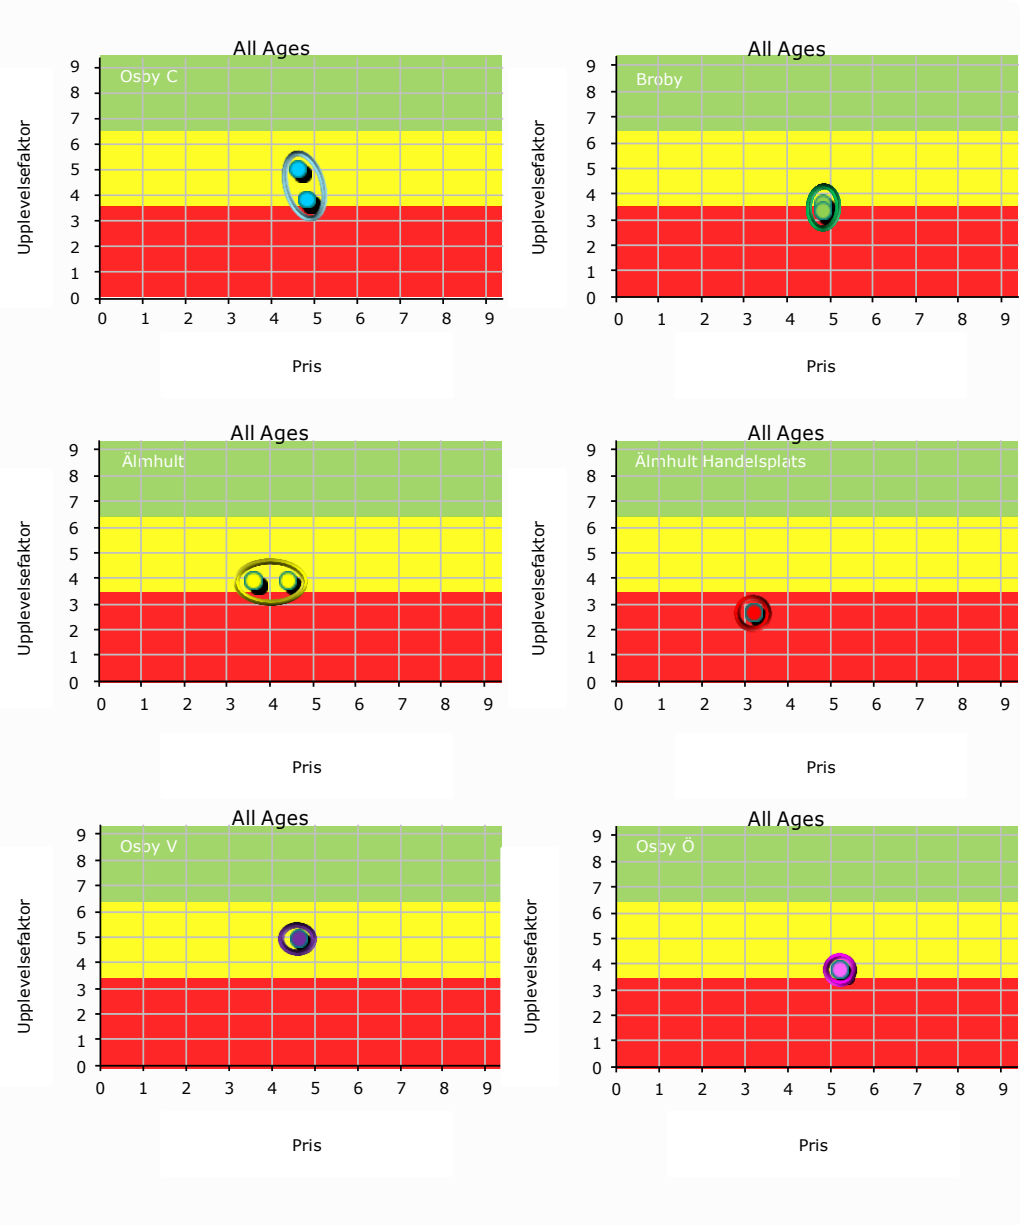 All Ages
Osby C
Upplevelsefaktor
9
8
7
6
5
4
3
2
1
0
0 1 2 3 4 5 6 7 8 9
Pris
All Ages
Broby
Upplevelsefaktor
9
8
7
6
5
4
3
2
1
0
0 1 2 3 4 5 6 7 8 9
Pris
All Ages
Älmhult
Upplevelsefaktor
9
8
7
6
5
4
3
2
1
0
0 1 2 3 4 5 6 7 8 9
Pris
All Ages
Älmhult Handelsplats
Upplevelsefaktor
9
8
7
6
5
4
3
2
1
0
0 1 2 3 4 5 6 7 8 9
Pris
All Ages
Osby V
Upplevelsefaktor
9
8
7
6
5
4
3
2
1
0
0 1 2 3 4 5 6 7 8 9
Pris
All Ages
Osby Ö
Upplevelsefaktor
9
8
7
6
5
4
3
2
1
0
0 1 2 3 4 5 6 7 8 9
Pris